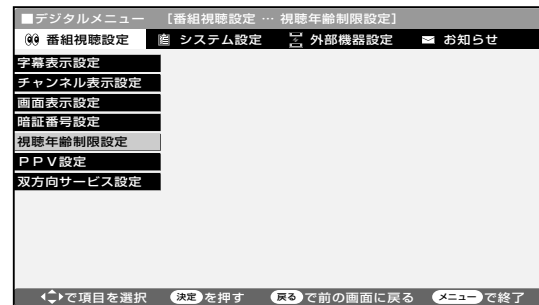 ■デジタルメニュー [番組視聴設定 … 視聴年齢制限設定]
番組視聴設定 システム設定 外部機器設定 お知らせ
字幕表示設定
チャンネル表示設定
画面表示設定
暗証番号設定
視聴年齢制限設定
ＰＰＶ設定
双方向サービス設定
で項目を選択 決定を押す 戻るで前の画面に戻る メニューで終了